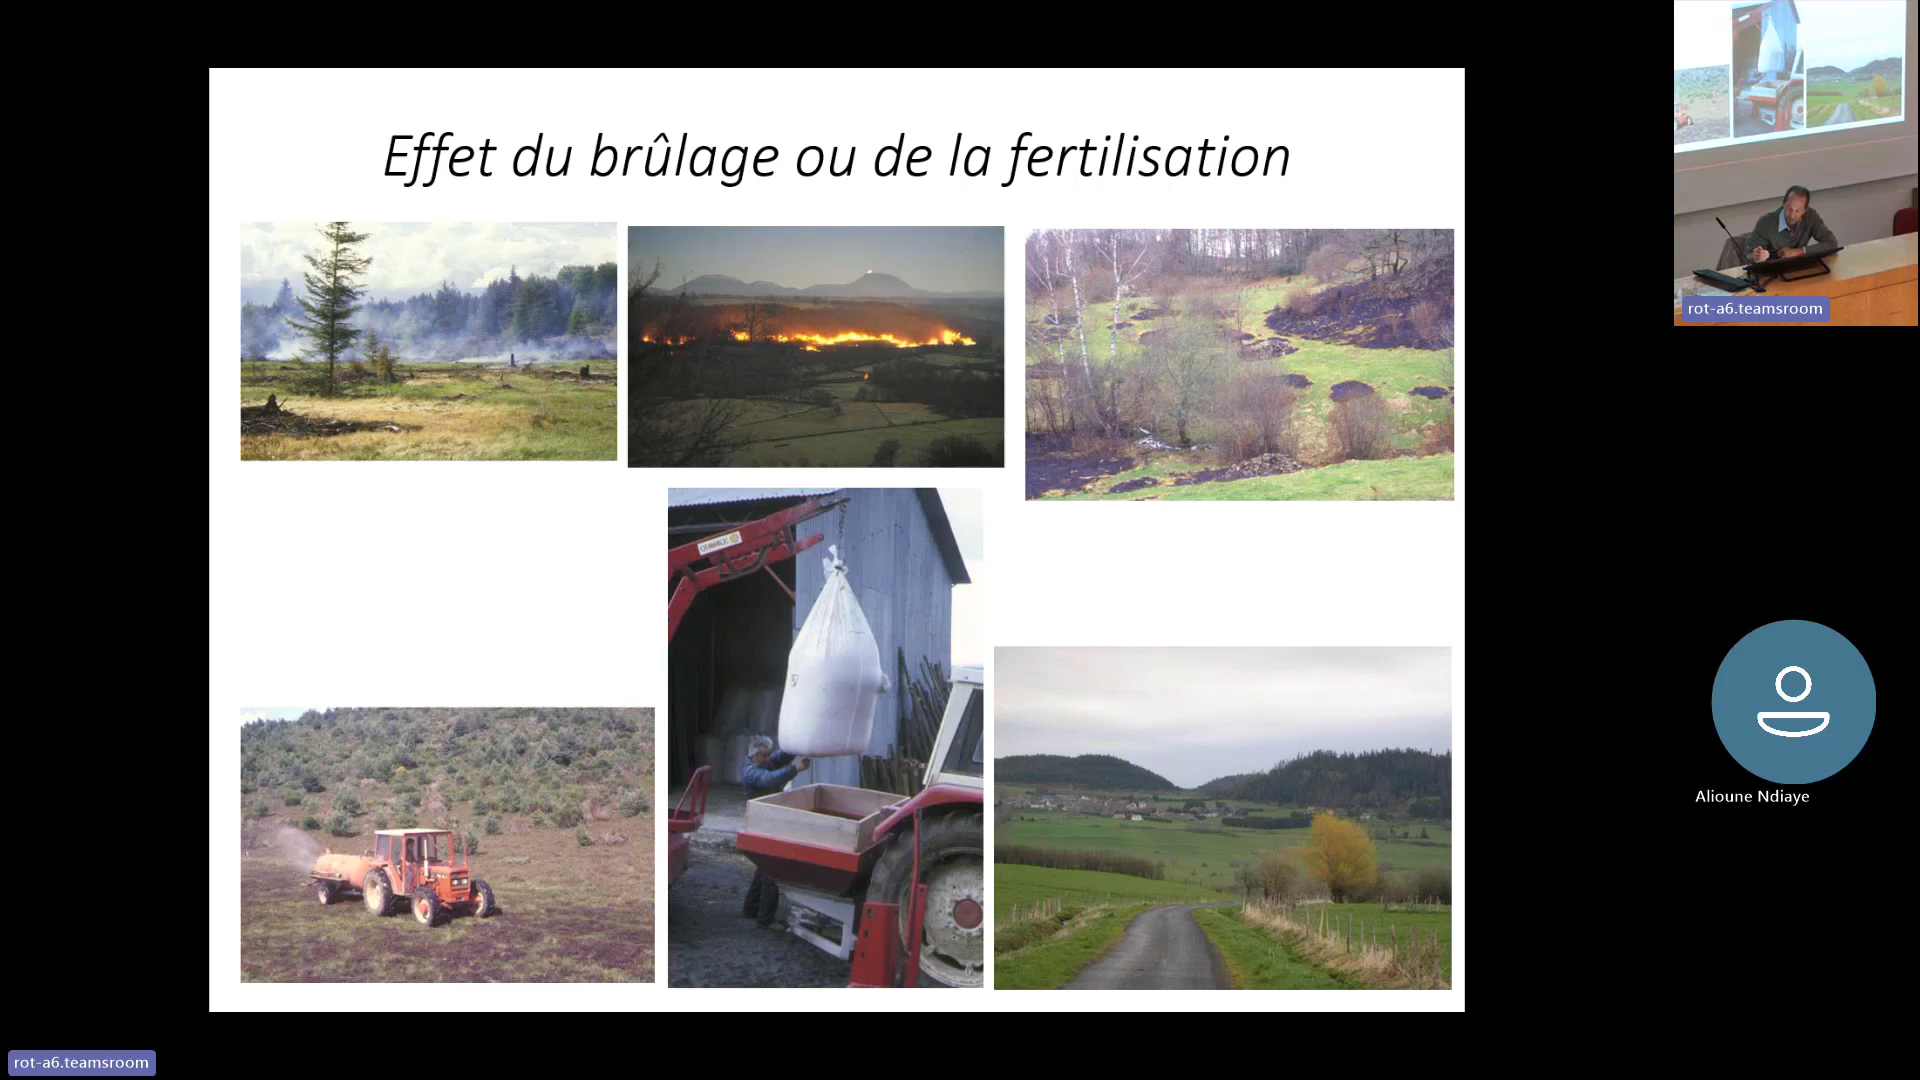 Effet du brûlage ou de la fertilisation
rot-a6.teamsroom
Alioune Ndiaye
rot-a6.teamsroom